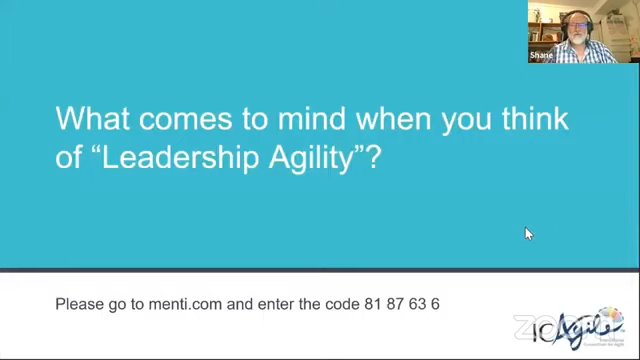 Shane
What comes to mind when you think
of “Leadership Agility”?
Please go to menti.com and enter the code 81 87 63 6
zoom
ICAgile